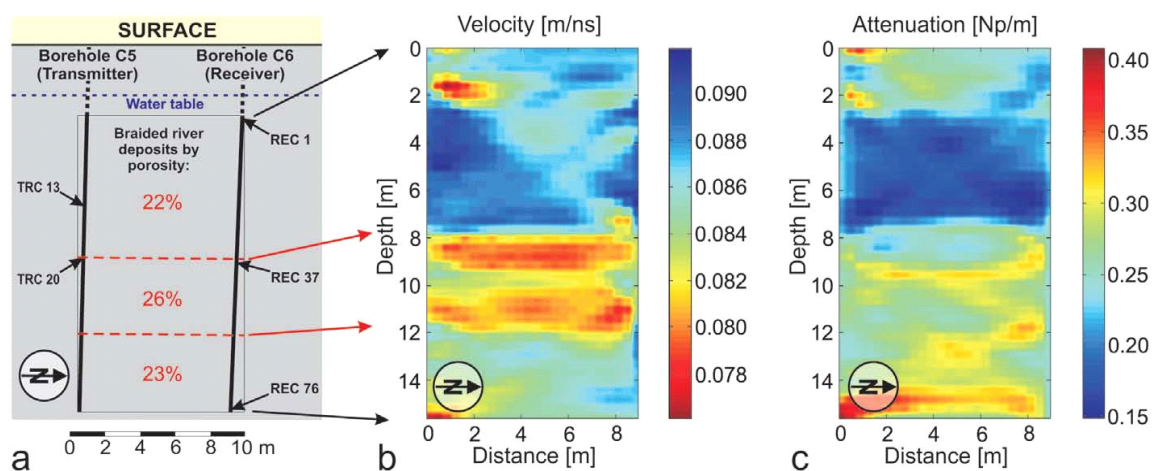 SURFACE
Borehole C5
(Transmitter)
Borehole C6
(Receiver)
Water table
Braided river
deposits by
porosity:
REC 1
TRC 13
22%
TRC 20
REC 37
26%
23%
REC 76
N
0 2 4 6 8 10 m
a
Velocity [m/ns]
0
2
4
6
8
10
12
14
Depth [m]
N
0 2 4 6 8
Distance [m]
0.090
0.088
0.086
0.084
0.082
0.080
0.078
b
Attenuation [Np/m]
0
2
4
6
8
10
12
14
Depth [m]
N
0 2 4 6 8
Distance [m]
0.40
0.35
0.30
0.25
0.20
0.15
c